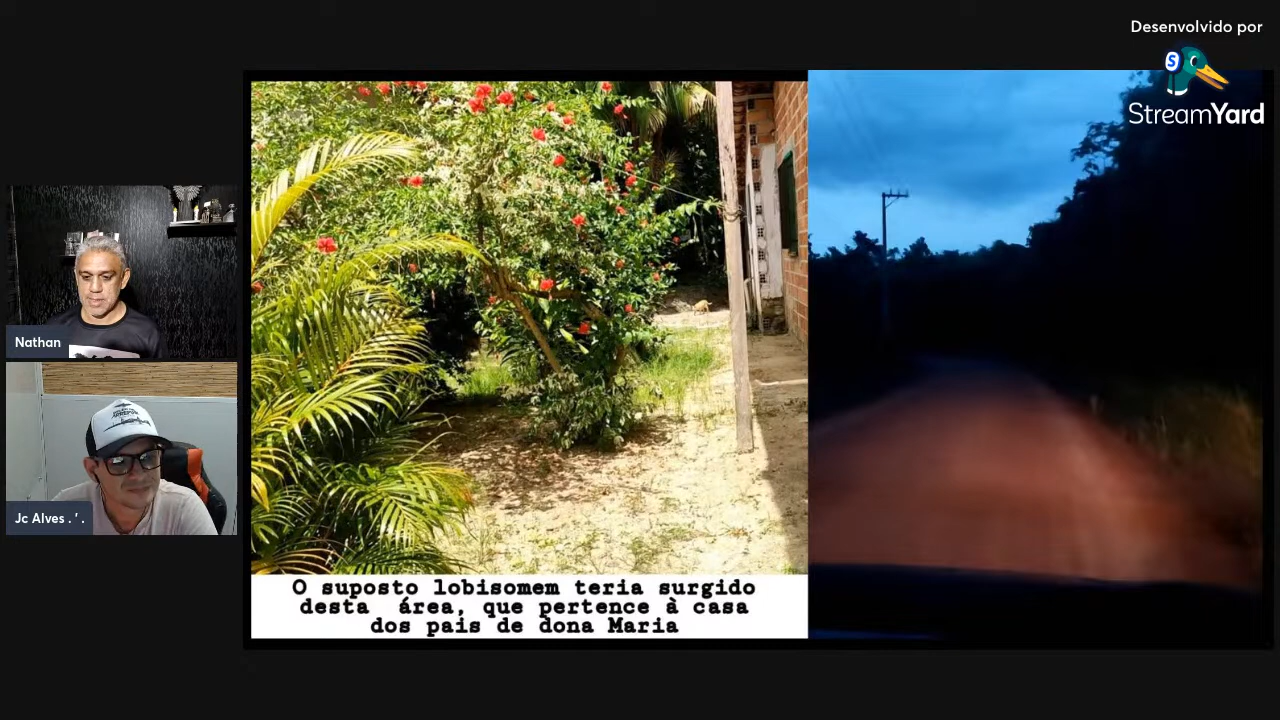 Desenvolvido por
StreamYard
Nathan
Jc Alves . ' .
O suposto lobisomem teria surgido
desta área, que pertence à casa
dos pais de dona Maria